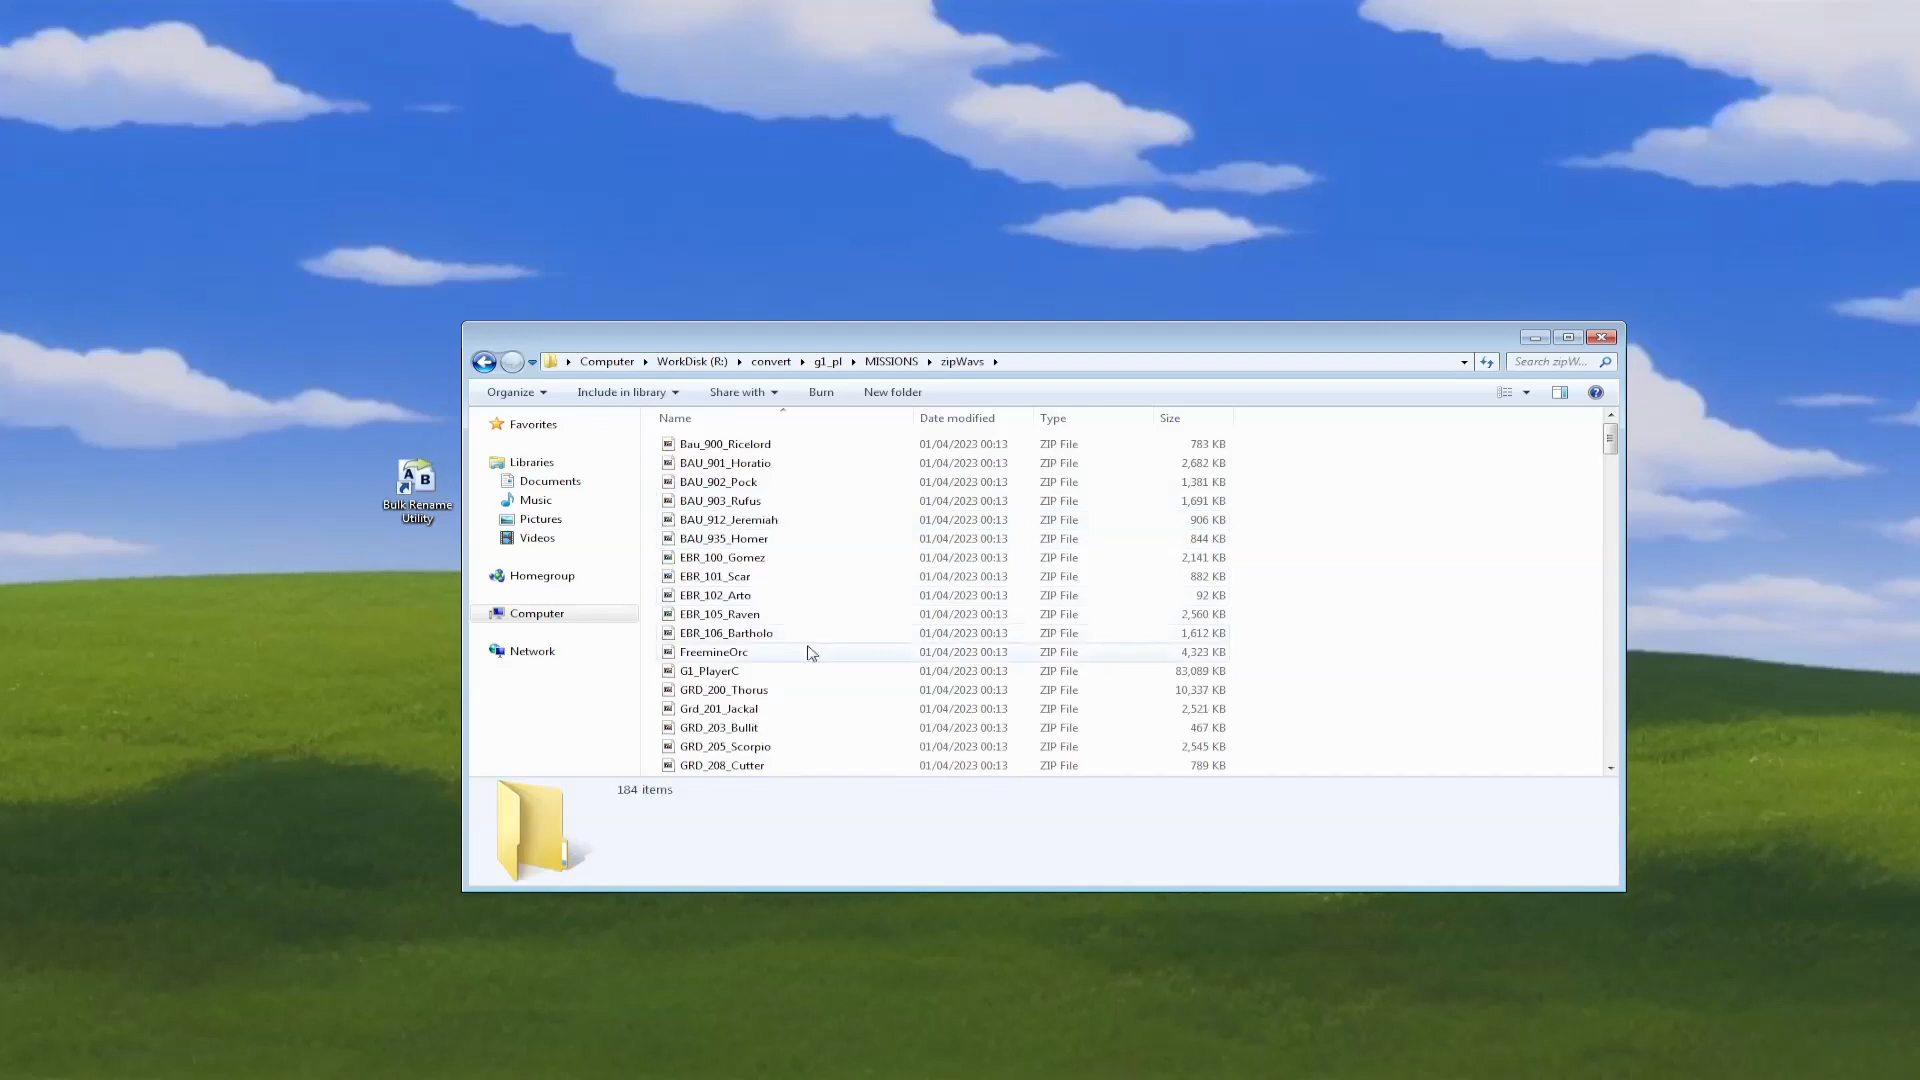 Bulk Rename
Utility
Computer WorkDisk (R:) convert g1_pl MISSIONS zipWavs
Search zipW...
Organize Include in library Share with Burn New folder
Favorites
Libraries
Documents
Music
Pictures
Videos
Homegroup
Computer
Network
Name Date modified Type Size
Bau_900_Ricelord 01/04/2023 00:13 ZIP File 783 KB
BAU_901_Horatio 01/04/2023 00:13 ZIP File 2,682 KB
BAU_902_Pock 01/04/2023 00:13 ZIP File 1,381 KB
BAU_903_Rufus 01/04/2023 00:13 ZIP File 1,691 KB
BAU_912_Jeremiah 01/04/2023 00:13 ZIP File 906 KB
BAU_935_Homer 01/04/2023 00:13 ZIP File 844 KB
EBR_100_Gomez 01/04/2023 00:13 ZIP File 2,141 KB
EBR_101_Scar 01/04/2023 00:13 ZIP File 882 KB
EBR_102_Arto 01/04/2023 00:13 ZIP File 92 KB
EBR_105_Raven 01/04/2023 00:13 ZIP File 2,560 KB
EBR_106_Bartholo 01/04/2023 00:13 ZIP File 1,612 KB
FreemineOrc 01/04/2023 00:13 ZIP File 4,323 KB
G1_PlayerC 01/04/2023 00:13 ZIP File 83,089 KB
GRD_200_Thorus 01/04/2023 00:13 ZIP File 10,337 KB
Grd_201_Jackal 01/04/2023 00:13 ZIP File 2,521 KB
GRD_203_Bullit 01/04/2023 00:13 ZIP File 467 KB
GRD_205_Scorpio 01/04/2023 00:13 ZIP File 2,545 KB
GRD_208_Cutter 01/04/2023 00:13 ZIP File 789 KB
184 items